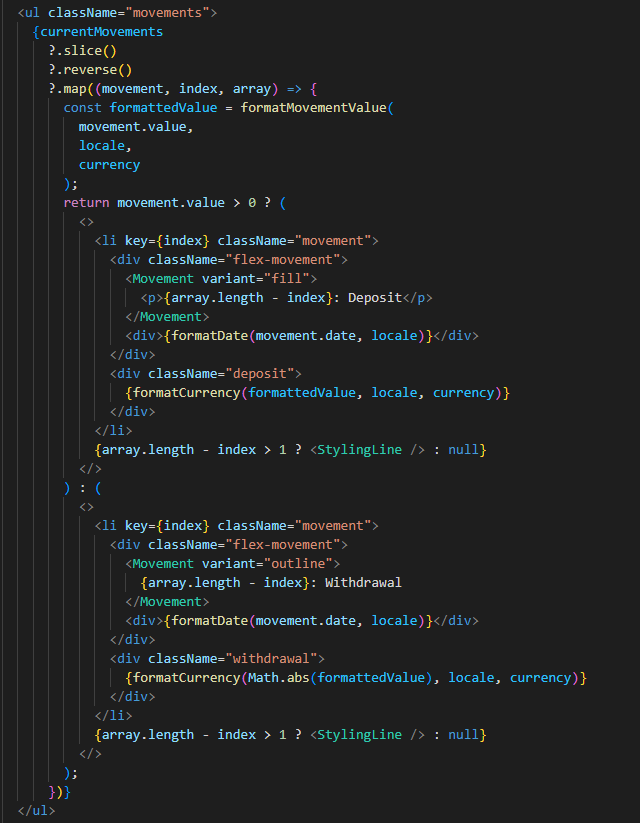 <ul className="movements">
{currentMovements
?.slice()
?.reverse()
?.map((movement, index, array) => {
const formattedValue = formatMovementValue(
movement.value,
locale,
currency
);
return movement.value > 0 ? (
<>
<li key={index} className="movement">
<div className="flex-movement">
<Movement variant="fill">
<p>{array.length - index}: Deposit</p>
</Movement>
<div>{formatDate(movement.date, locale)}</div>
</div>
<div className="deposit">
{formatCurrency(formattedValue, locale, currency)}
</div>
</li>
{array.length - index > 1 ? <StylingLine /> : null}
</>
) : (
<>
<li key={index} className="movement">
<div className="flex-movement">
<Movement variant="outline">
{array.length - index}: Withdrawal
</Movement>
<div>{formatDate(movement.date, locale)}</div>
</div>
<div className="withdrawal">
{formatCurrency(Math.abs(formattedValue), locale, currency)}
</div>
</li>
{array.length - index > 1 ? <StylingLine /> : null}
</>
);
})}
</ul>